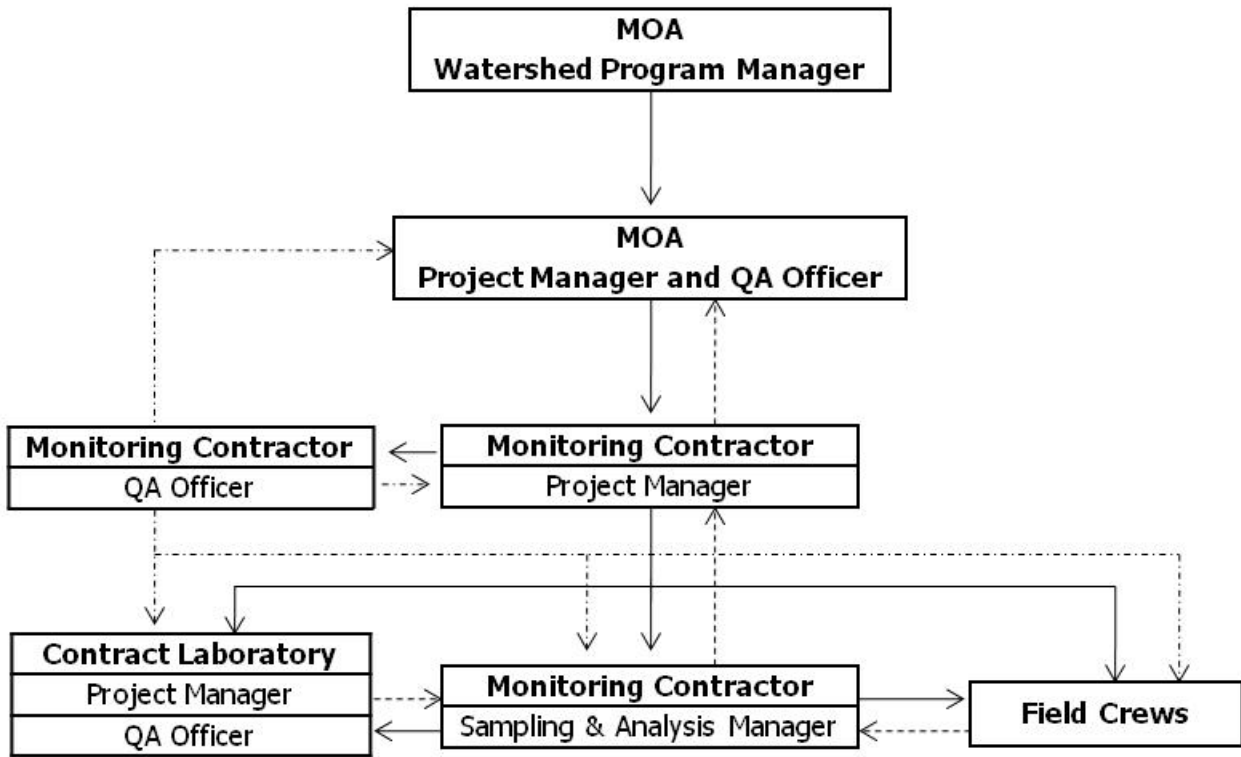 MOA
Watershed Program Manager
MOA
Project Manager and QA Officer
Monitoring Contractor
QA Officer
Monitoring Contractor
Project Manager
Contract Laboratory
Project Manager
QA Officer
Monitoring Contractor
Sampling & Analysis Manager
Field Crews